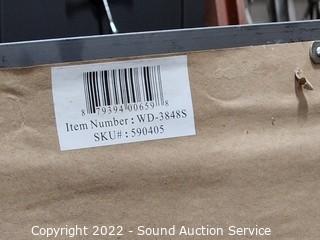 8 79394 00659 8
Item Number : WD-3848S
SKU# : 590405
Copyright 2022 - Sound Auction Service